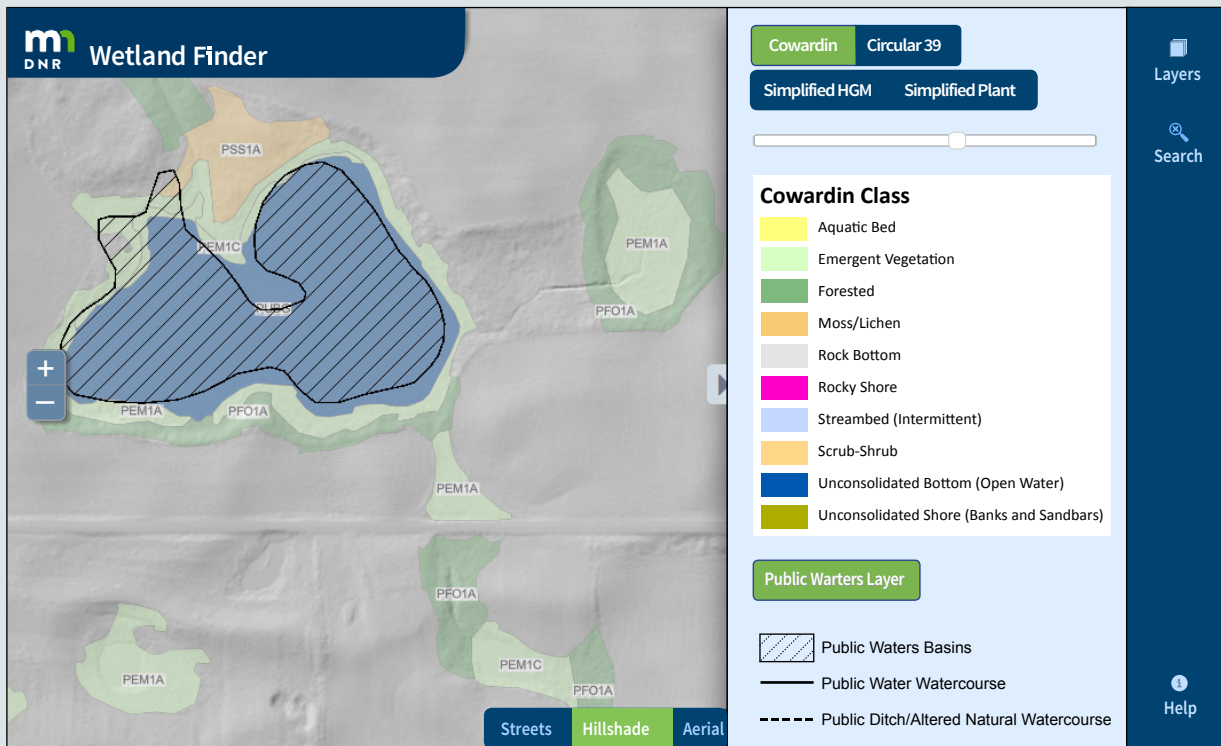 mn
DNR
Wetland Finder
PSS1A
PEM1C
PEM1A
PFO1A
PEM1A
PFO1A
PEM1A
PFO1A
PEM1C
PFO1A
PEM1A
+
−
Streets Hillshade Aerial
Cowardin Circular 39
Simplified HGM Simplified Plant
Cowardin Class
Aquatic Bed
Emergent Vegetation
Forested
Moss/Lichen
Rock Bottom
Rocky Shore
Streambed (Intermittent)
Scrub-Shrub
Unconsolidated Bottom (Open Water)
Unconsolidated Shore (Banks and Sandbars)
Public Warters Layer
Public Waters Basins
Public Water Watercourse
Public Ditch/Altered Natural Watercourse
Layers
Search
i
Help